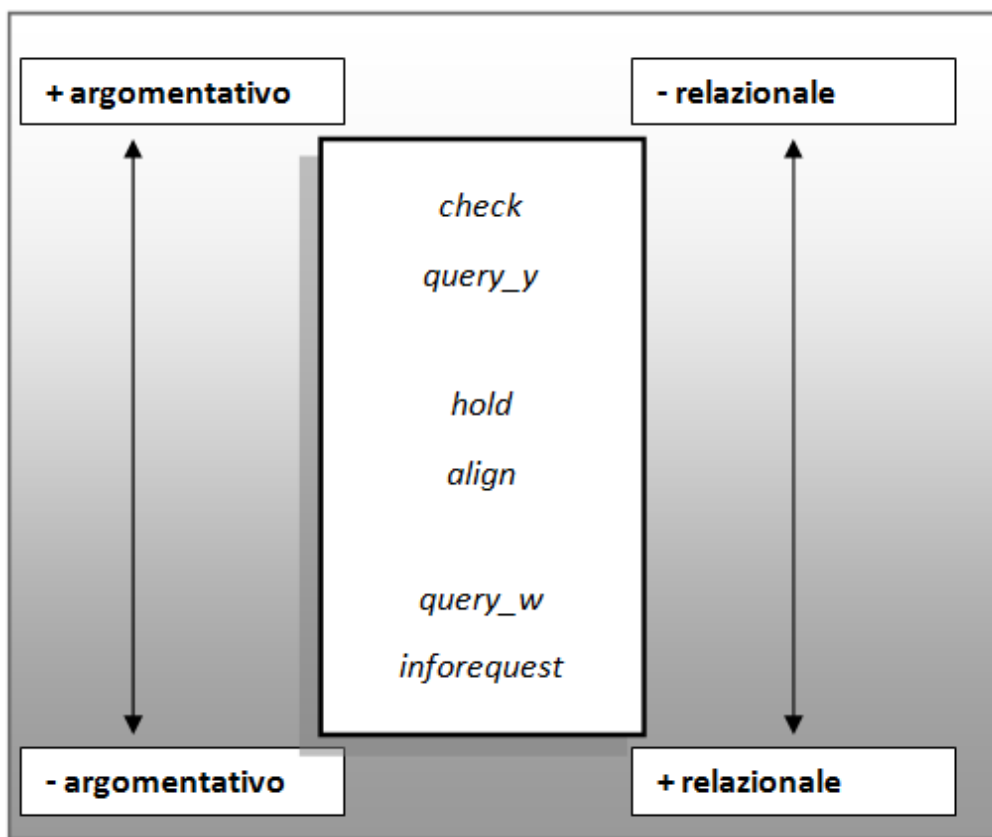 + argomentativo
- relazionale
check
query_y
hold
align
query_w
inforequest
- argomentativo
+ relazionale